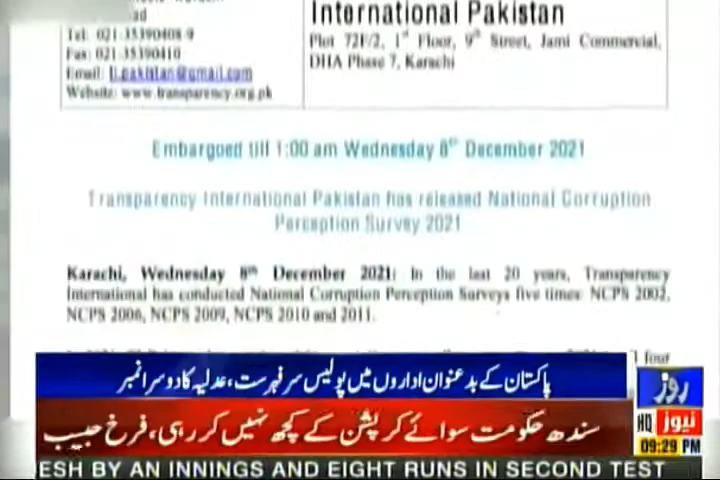 International Pakistan
Tel: 021-35390408-9
Fax: 021-35390410
Email: ti.pakistan@gmail.com
Website: www.transparency.org.pk
Plot 72F/2, 1st Floor, 9th Street, Jami Commercial,
DHA Phase 7, Karachi
Embargoed till 1:00 am Wednesday 8th December 2021
Transparency International Pakistan has released National Corruption
Perception Survey 2021
Karachi, Wednesday 8th December 2021: In the last 20 years, Transparency
International has conducted National Corruption Perception Surveys five times: NCPS 2002,
NCPS 2006, NCPS 2009, NCPS 2010 and 2011.
four
پاکستان کے بدعنوان اداروں میں پولیس سرفہرست، عدلیہ کا دوسرا نمبر
سندھ حکومت سوائے کرپشن کے کچھ نہیں کر رہی، فرخ حبیب
روز
HQ نیوز
09:29 PM
ESH BY AN INNINGS AND EIGHT RUNS IN SECOND TEST